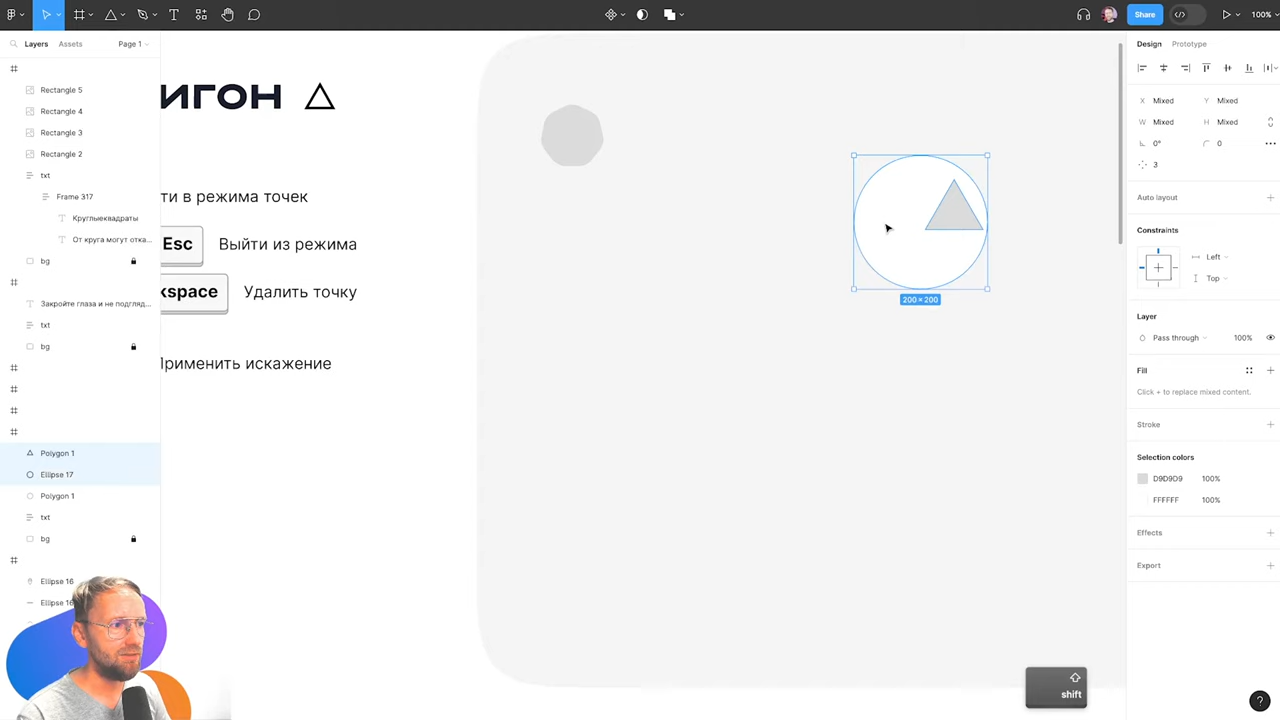 Share
100%
Layers
Assets
Page 1
Rectangle 5
Rectangle 4
Rectangle 3
Rectangle 2
txt
Frame 317
Круглыеквадраты
От круга могут отка...
bg
Закройте глаза и не подгляд...
txt
bg
Polygon 1
Ellipse 17
Polygon 1
txt
bg
Ellipse 16
Ellipse 16
игон
ти в режима точек
Esc
Выйти из режима
kspace
Удалить точку
Применить искажение
200 × 200
shift
Design
Prototype
X Mixed
Y Mixed
W Mixed
H Mixed
0°
0
3
Auto layout
Constraints
Left
Top
Layer
Pass through
100%
Fill
Click + to replace mixed content.
Stroke
Selection colors
D9D9D9 100%
FFFFFF 100%
Effects
Export
?